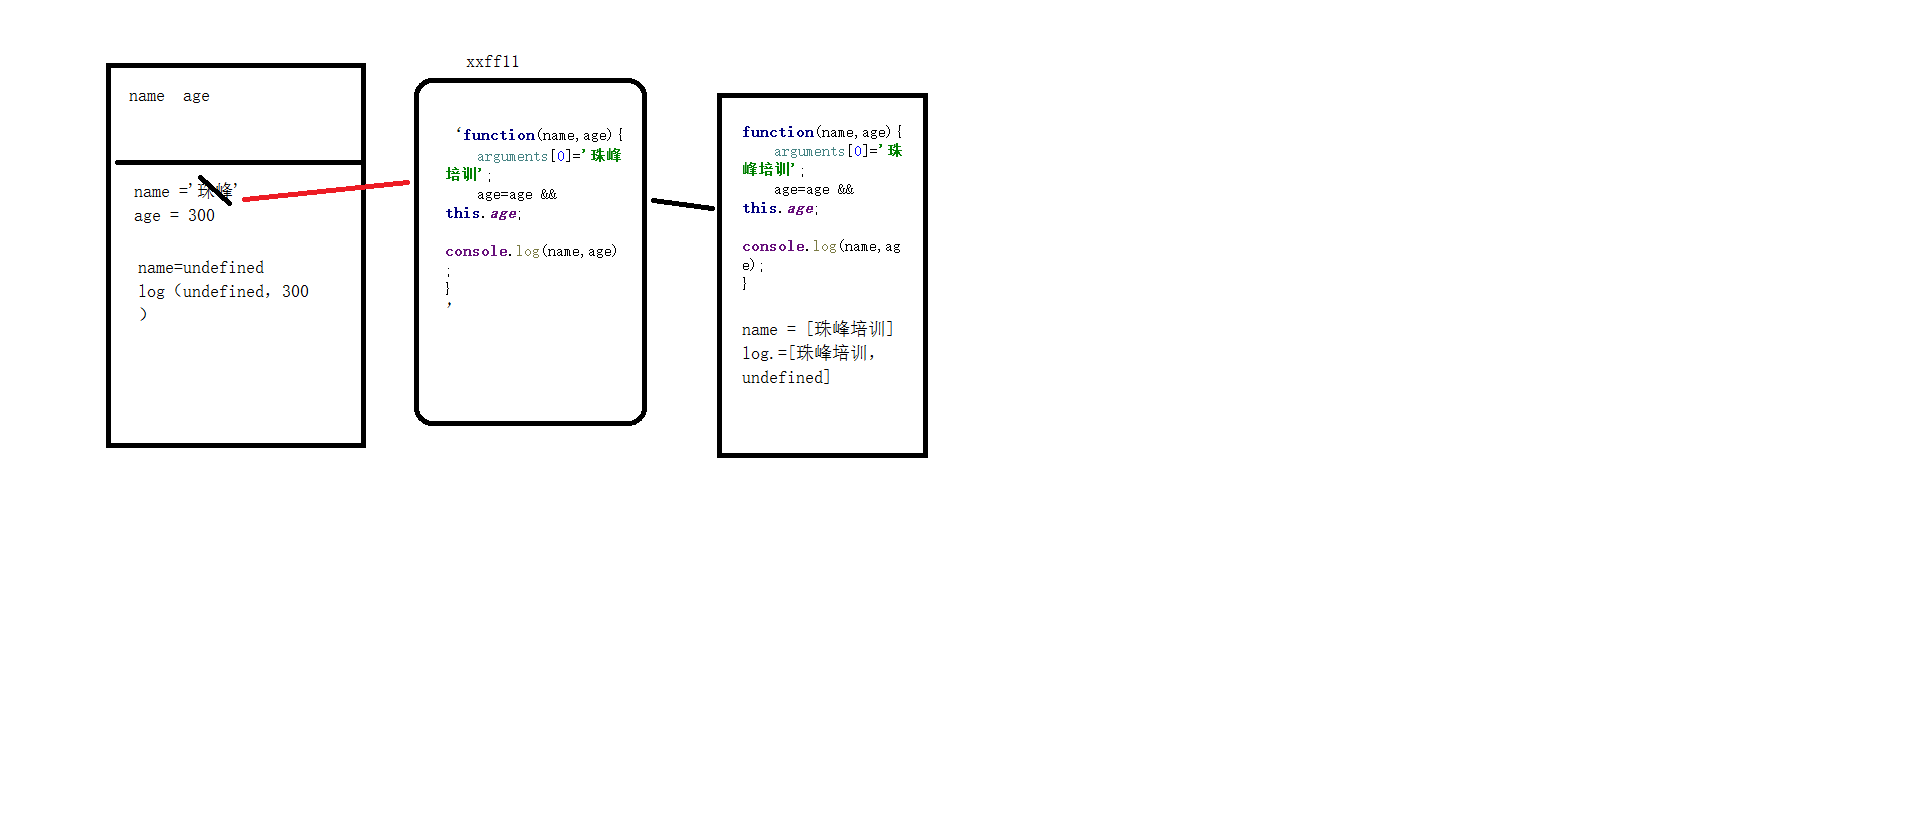 name  age
name ='珠峰'
age = 300
name=undefined
log（undefined，300
）
xxff11
‘function(name,age){
    arguments[0]='珠峰
培训';
    age=age &&
this.age;
console.log(name,age)
;
}
’
function(name,age){
    arguments[0]='珠
峰培训';
    age=age &&
this.age;
console.log(name,ag
e);
}
name = [珠峰培训]
log.=[珠峰培训，
undefined]